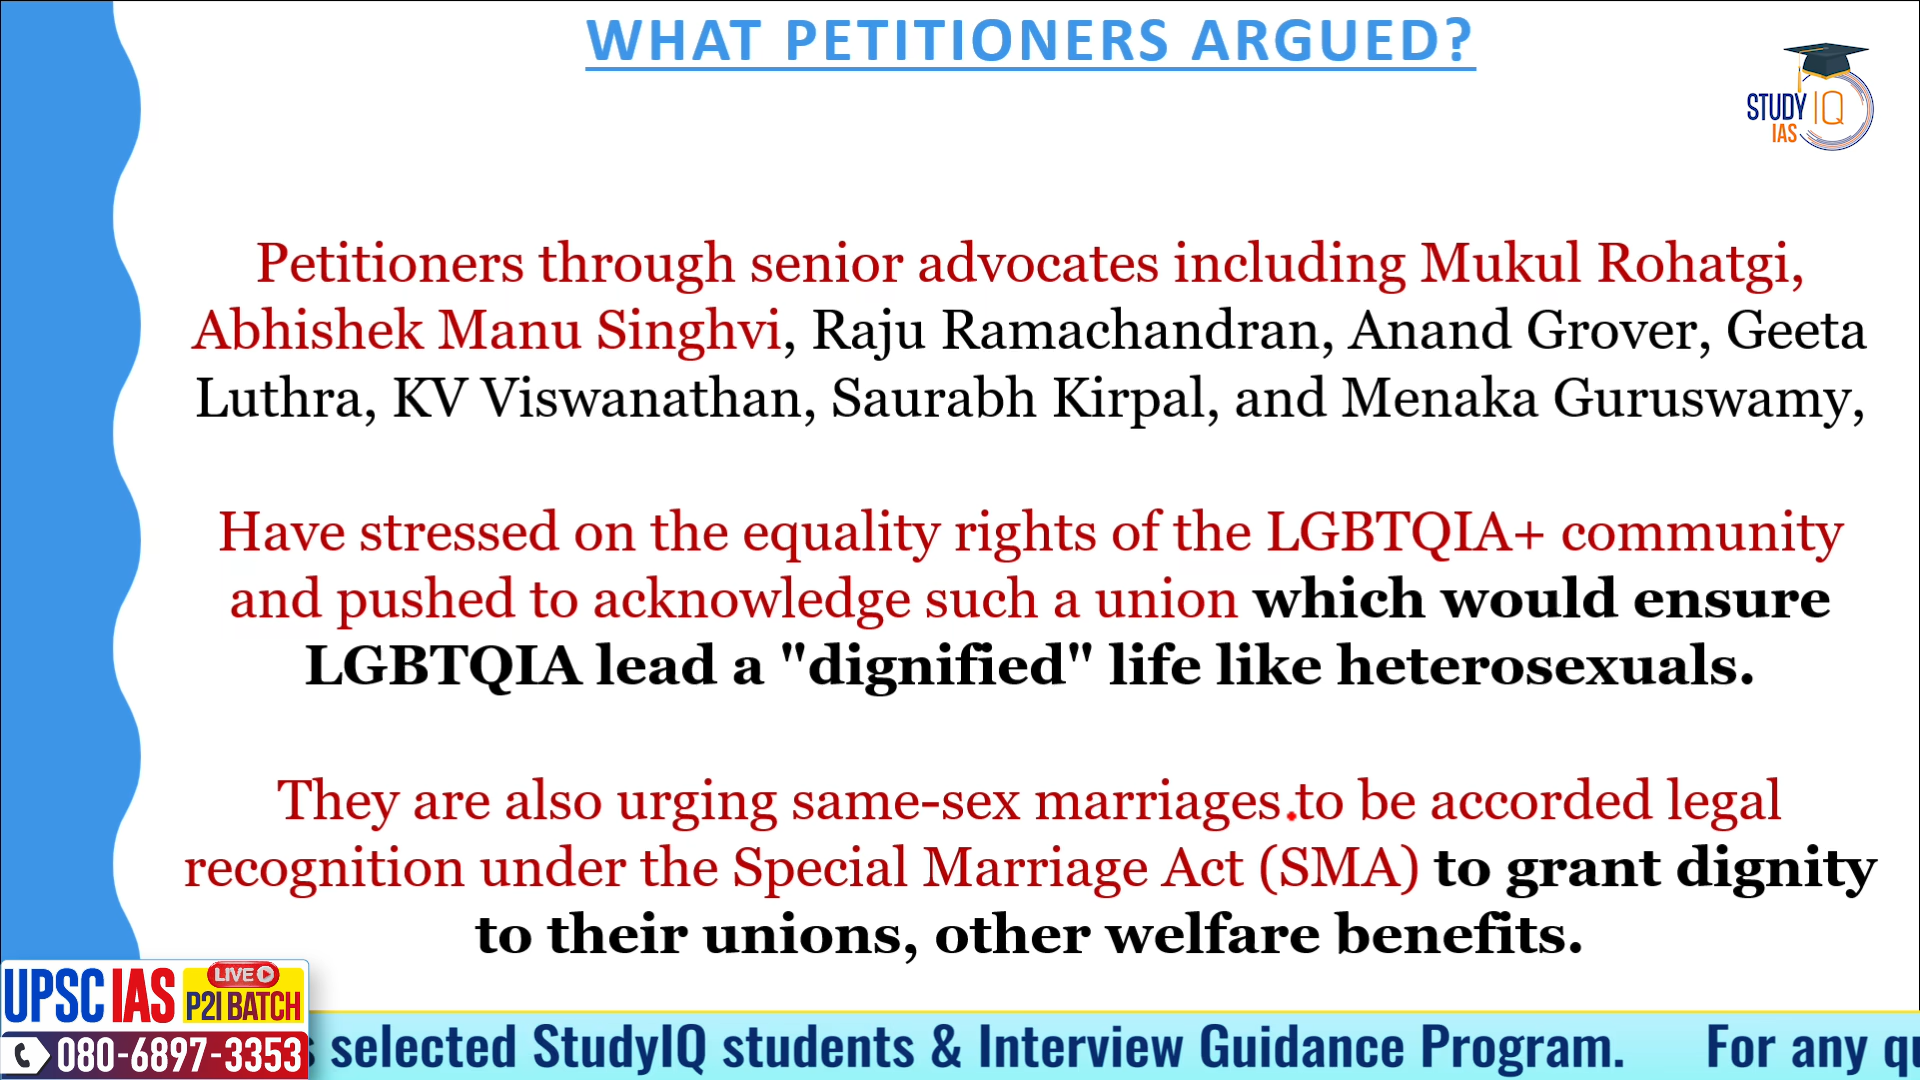 WHAT PETITIONERS ARGUED?
STUDY IQ
IAS
Petitioners through senior advocates including Mukul Rohatgi,
Abhishek Manu Singhvi, Raju Ramachandran, Anand Grover, Geeta
Luthra, KV Viswanathan, Saurabh Kirpal, and Menaka Guruswamy,
Have stressed on the equality rights of the LGBTQIA+ community
and pushed to acknowledge such a union which would ensure
LGBTQIA lead a "dignified" life like heterosexuals.
They are also urging same-sex marriages to be accorded legal
recognition under the Special Marriage Act (SMA) to grant dignity
to their unions, other welfare benefits.
UPSC IAS LIVE
P2I BATCH
080-6897-3353
selected StudyIQ students & Interview Guidance Program. For any